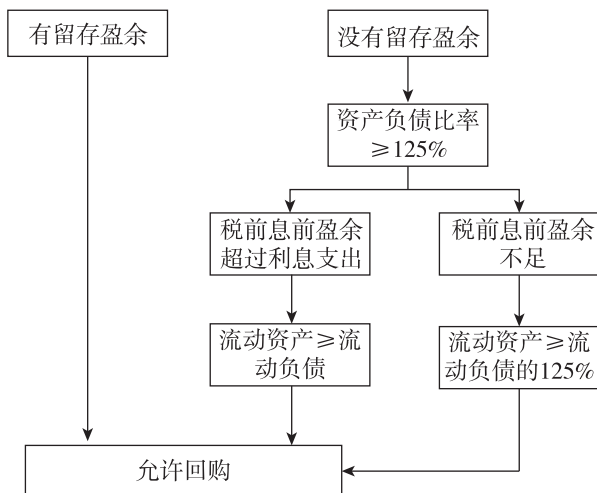 有留存盈余
没有留存盈余
资产负债比率
≥125%
税前息前盈余
超过利息支出
税前息前盈余
不足
流动资产≥流
动负债
流动资产≥流
动负债的125%
允许回购